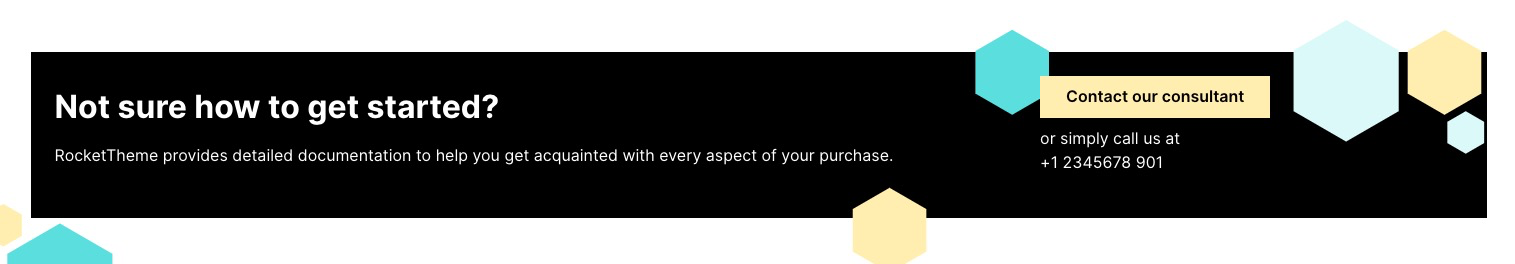 Not sure how to get started?
RocketTheme provides detailed documentation to help you get acquainted with every aspect of your purchase.
Contact our consultant
or simply call us at
+1 2345678 901